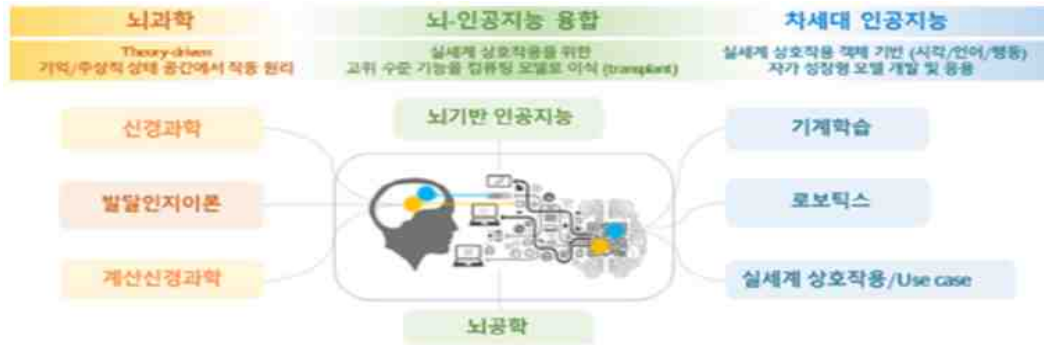 뇌과학
뇌-인공지능 융합
차세대 인공지능
Theory-driven
기억/추상적 상태 공간에서 작동 원리
실세계 상호작용을 위한
고위 수준 기능을 컴퓨팅 모델로 이식 (transplant)
실세계 상호작용 객체 기반 (시각/언어/행동)
자가 성장형 모델 개발 및 응용
신경과학
뇌기반 인공지능
기계학습
발달인지이론
로보틱스
계산신경과학
실세계 상호작용/Use case
뇌공학